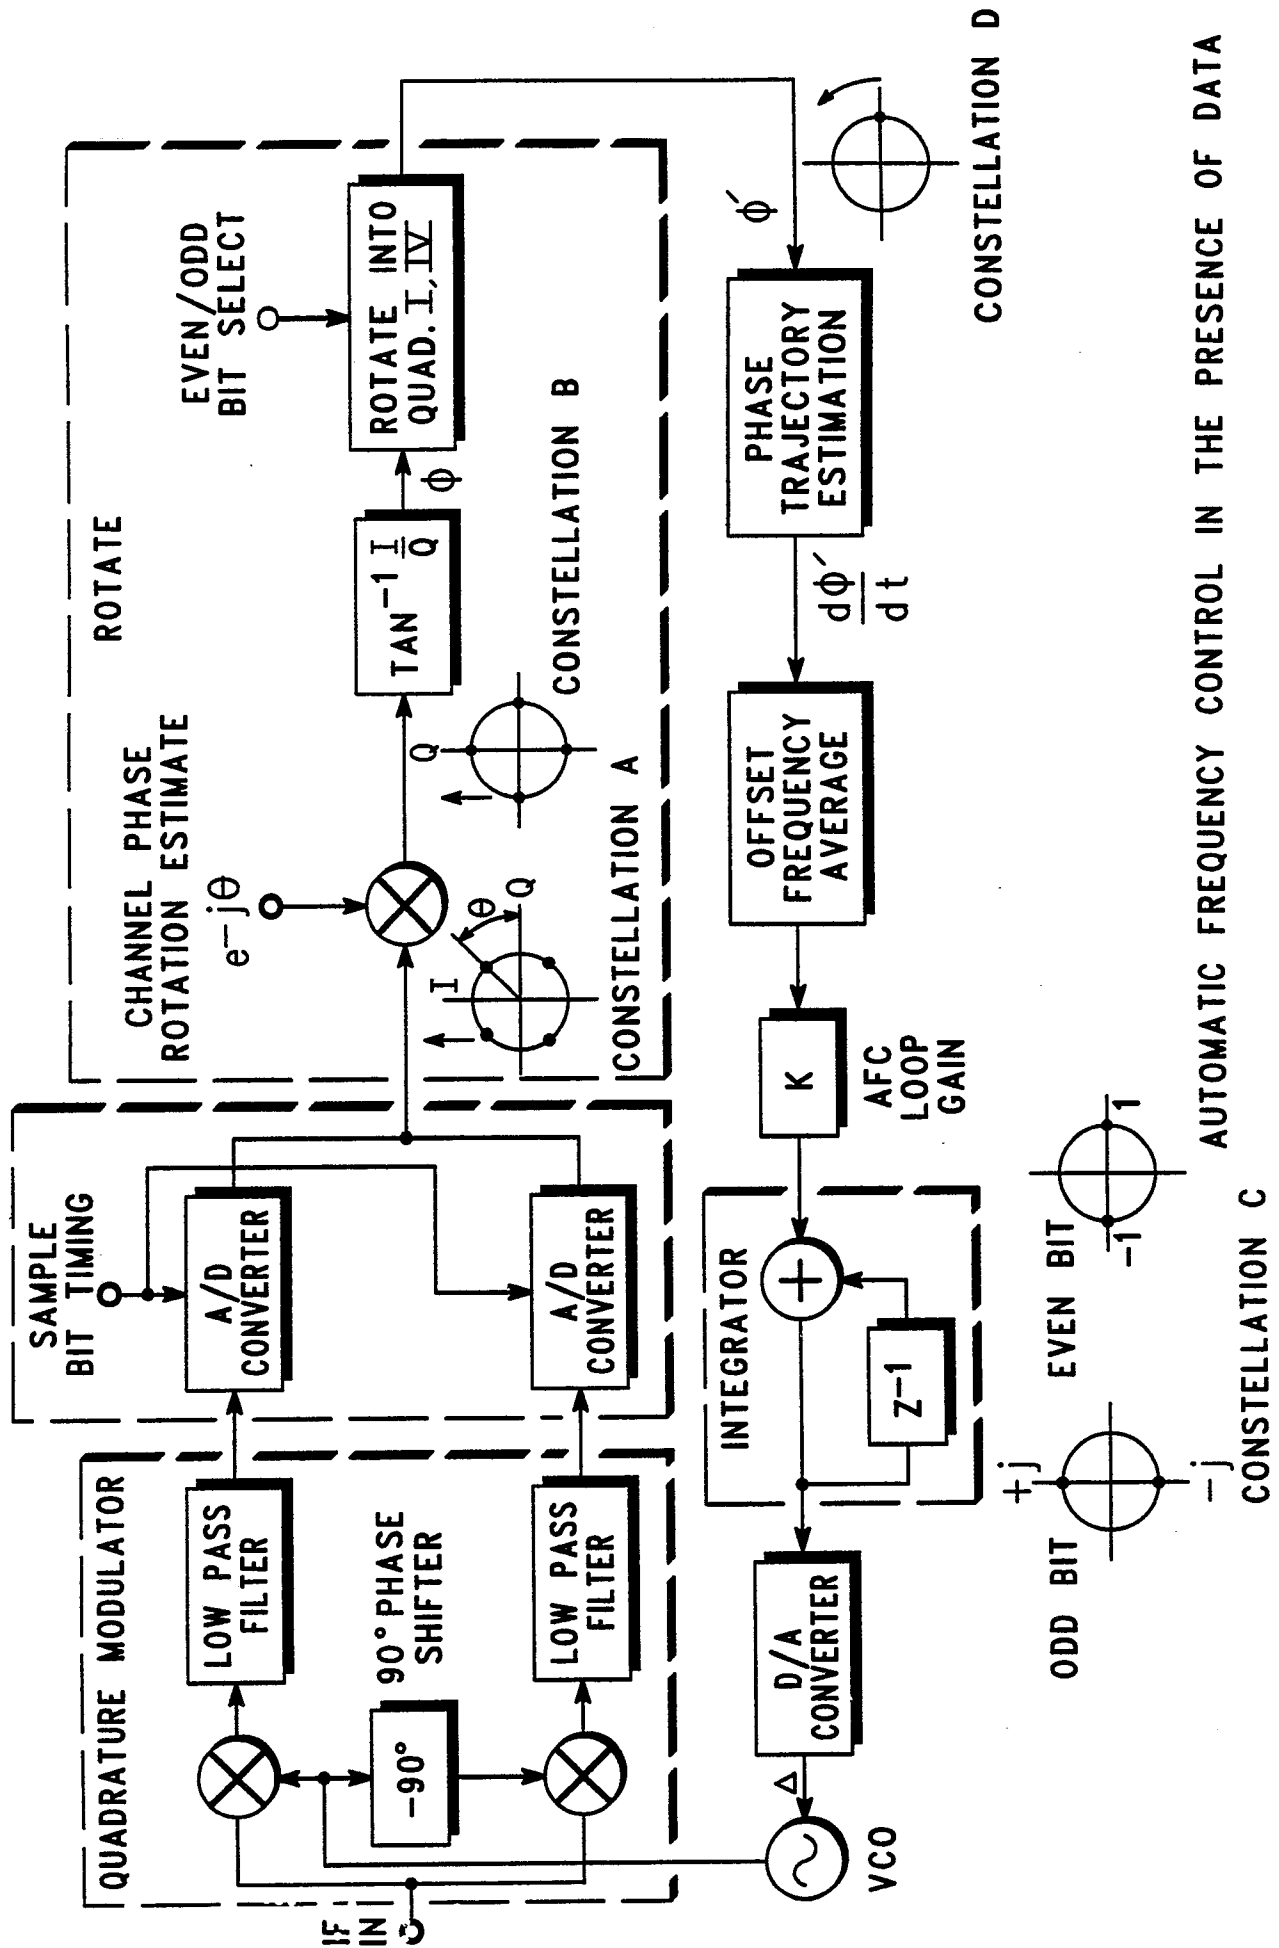 QUADRATURE MODULATOR
IF
IN
LOW PASS
FILTER
-90°
90° PHASE
SHIFTER
LOW PASS
FILTER
SAMPLE
BIT TIMING
A/D
CONVERTER
A/D
CONVERTER
ROTATE
CHANNEL PHASE
ROTATION ESTIMATE
e^-jθ
I
θ
Q
CONSTELLATION A
Q
CONSTELLATION B
TAN^-1 I/Q
ϕ
EVEN/ODD
BIT SELECT
ROTATE INTO
QUAD. I, IV
ϕ′
CONSTELLATION D
PHASE
TRAJECTORY
ESTIMATION
dϕ′
dt
OFFSET
FREQUENCY
AVERAGE
K
AFC
LOOP
GAIN
INTEGRATOR
+
Z^-1
D/A
CONVERTER
Δ
VCO
ODD BIT
+j
-j
EVEN BIT
-1
1
CONSTELLATION C
AUTOMATIC FREQUENCY CONTROL IN THE PRESENCE OF DATA